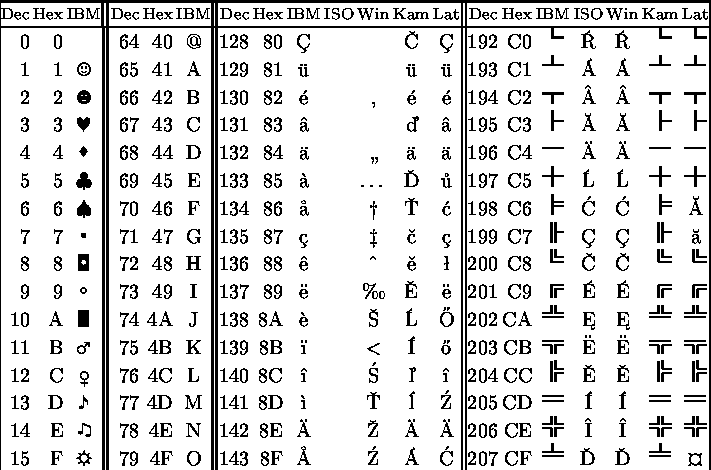 Dec Hex IBM Dec Hex IBM Dec Hex IBM ISO Win Kam Lat Dec Hex IBM ISO Win Kam Lat
0 0 64 40 @ 128 80 Ç Č Ç 192 C0 └ Ŕ Ŕ └ └
1 1 ☺ 65 41 A 129 81 ü ü ü 193 C1 ┴ Á Á ┴ ┴
2 2 ☻ 66 42 B 130 82 é ‚ é é 194 C2 ┬ Â Â ┬ ┬
3 3 ♥ 67 43 C 131 83 â ď â 195 C3 ├ Ă Ă ├ ├
4 4 ♦ 68 44 D 132 84 ä „ ä ä 196 C4 ─ Ä Ä ─ ─
5 5 ♣ 69 45 E 133 85 à … Ď ů 197 C5 ┼ Ĺ Ĺ ┼ ┼
6 6 ♠ 70 46 F 134 86 å † Ť ć 198 C6 ╞ Ć Ć ╞ Ă
7 7 • 71 47 G 135 87 ç ‡ č ç 199 C7 ╟ Ç Ç ╟ ă
8 8 ◘ 72 48 H 136 88 ê ˆ ě ł 200 C8 ╚ Č Č ╚ ╚
9 9 ○ 73 49 I 137 89 ë ‰ Ě ë 201 C9 ╔ É É ╔ ╔
10 A ◙ 74 4A J 138 8A è Š Ĺ Ő 202 CA ╩ Ę Ę ╩ ╩
11 B ♂ 75 4B K 139 8B ï < Í ő 203 CB ╦ Ë Ë ╦ ╦
12 C ♀ 76 4C L 140 8C î Ś ľ î 204 CC ╠ Ě Ě ╠ ╠
13 D ♪ 77 4D M 141 8D ì Ť Í Ź 205 CD ═ Í Í ═ ═
14 E ♫ 78 4E N 142 8E Ä Ž Ä Ä 206 CE ╬ Î Î ╬ ╬
15 F ☼ 79 4F O 143 8F Å Ź Á Ć 207 CF ╧ Ď Ď ╧ ¤